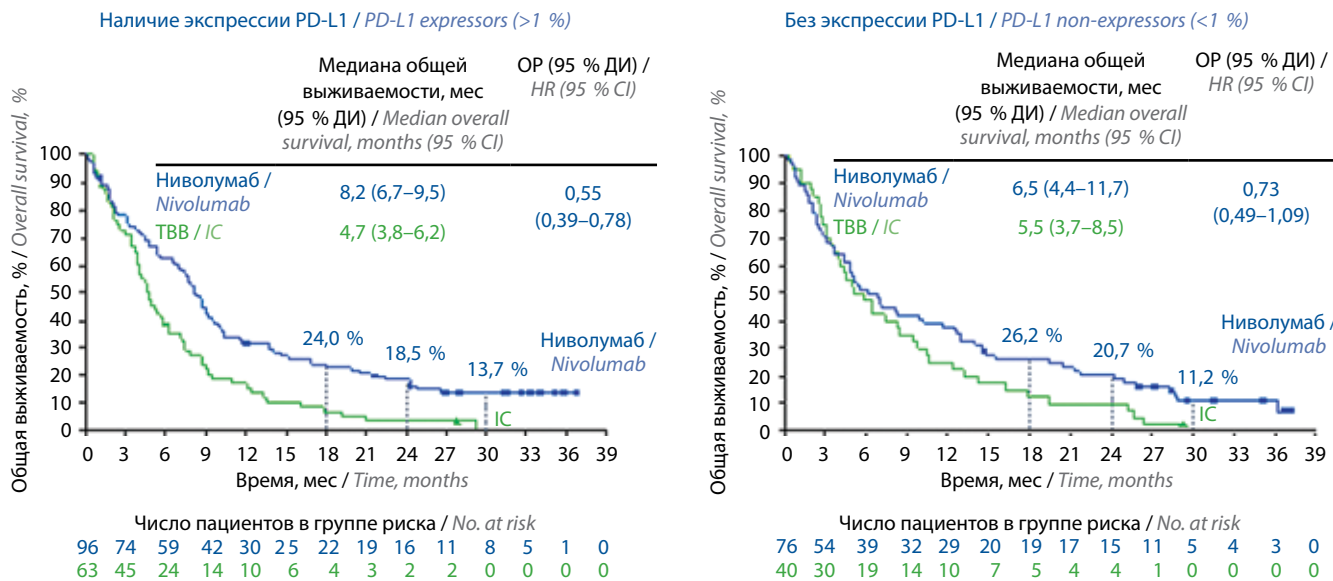 Наличие экспрессии PD-L1 / PD-L1 expressors (>1 %)
Медиана общей
выживаемости, мес
(95 % ДИ) / Median overall
survival, months (95 % CI)
ОР (95 % ДИ) /
HR (95 % CI)
Общая выживаемость, % / Overall survival, %
100
90
80
70
60
50
40
30
20
10
0
Ниволумаб /
Nivolumab
8,2 (6,7–9,5)
0,55
(0,39–0,78)
ТВВ / IC
4,7 (3,8–6,2)
24,0 %
18,5 %
13,7 %
Ниволумаб /
Nivolumab
IC
0 3 6 9 12 15 18 21 24 27 30 33 36 39
Время, мес / Time, months
Число пациентов в группе риска / No. at risk
96 74 59 42 30 25 22 19 16 11 8 5 1 0
63 45 24 14 10 6 4 3 2 2 0 0 0 0
Без экспрессии PD-L1 / PD-L1 non-expressors (<1 %)
Медиана общей
выживаемости, мес
(95 % ДИ) / Median overall
survival, months (95 % CI)
ОР (95 % ДИ) /
HR (95 % CI)
Общая выживаемость, % / Overall survival, %
100
90
80
70
60
50
40
30
20
10
0
Ниволумаб /
Nivolumab
6,5 (4,4–11,7)
0,73
(0,49–1,09)
ТВВ / IC
5,5 (3,7–8,5)
26,2 %
20,7 %
11,2 %
Ниволумаб /
Nivolumab
IC
0 3 6 9 12 15 18 21 24 27 30 33 36 39
Время, мес / Time, months
Число пациентов в группе риска / No. at risk
76 54 39 32 29 20 19 17 15 11 5 4 3 0
40 30 19 14 10 7 5 4 4 1 0 0 0 0